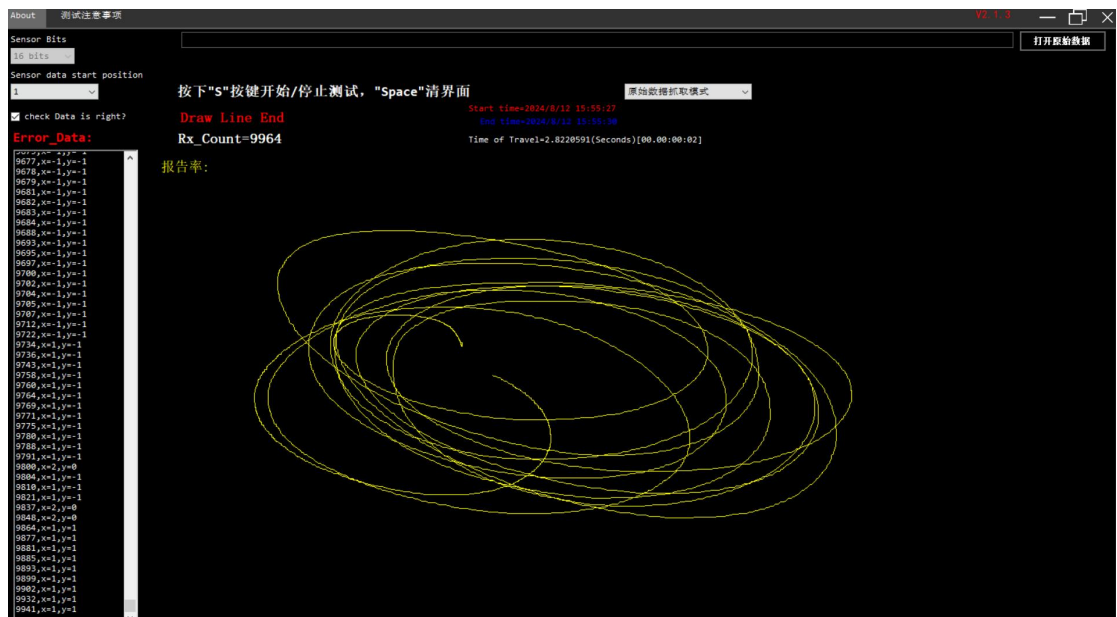 About 测试注意事项 V2.1.3
Sensor Bits
16 bits
打开原始数据
Sensor data start position
1
按下"S"按键开始/停止测试，"Space"清界面
原始数据抓取模式
check Data is right?
Draw Line End
Start time=2024/8/12 15:55:27
End time=2024/8/12 15:55:30
Error_Data:
Rx_Count=9964
Time of Travel=2.8220591(Seconds)[00.00:00:02]
报告率:
9677,x=-1,y=-1
9678,x=-1,y=-1
9679,x=-1,y=-1
9681,x=-1,y=-1
9682,x=-1,y=-1
9683,x=-1,y=-1
9684,x=-1,y=-1
9688,x=-1,y=-1
9693,x=-1,y=-1
9695,x=-1,y=-1
9697,x=-1,y=-1
9700,x=-1,y=-1
9702,x=-1,y=-1
9704,x=-1,y=-1
9705,x=-1,y=-1
9707,x=-1,y=-1
9712,x=-1,y=-1
9722,x=-1,y=-1
9734,x=1,y=-1
9736,x=1,y=-1
9743,x=1,y=-1
9758,x=1,y=-1
9760,x=1,y=-1
9764,x=1,y=-1
9769,x=1,y=-1
9771,x=1,y=-1
9775,x=1,y=-1
9780,x=1,y=-1
9788,x=1,y=-1
9791,x=1,y=-1
9800,x=2,y=0
9804,x=1,y=-1
9810,x=1,y=-1
9821,x=1,y=-1
9837,x=2,y=0
9848,x=2,y=0
9864,x=1,y=1
9877,x=1,y=1
9881,x=1,y=1
9885,x=1,y=1
9893,x=1,y=1
9899,x=1,y=1
9902,x=1,y=1
9932,x=1,y=1
9941,x=1,y=1